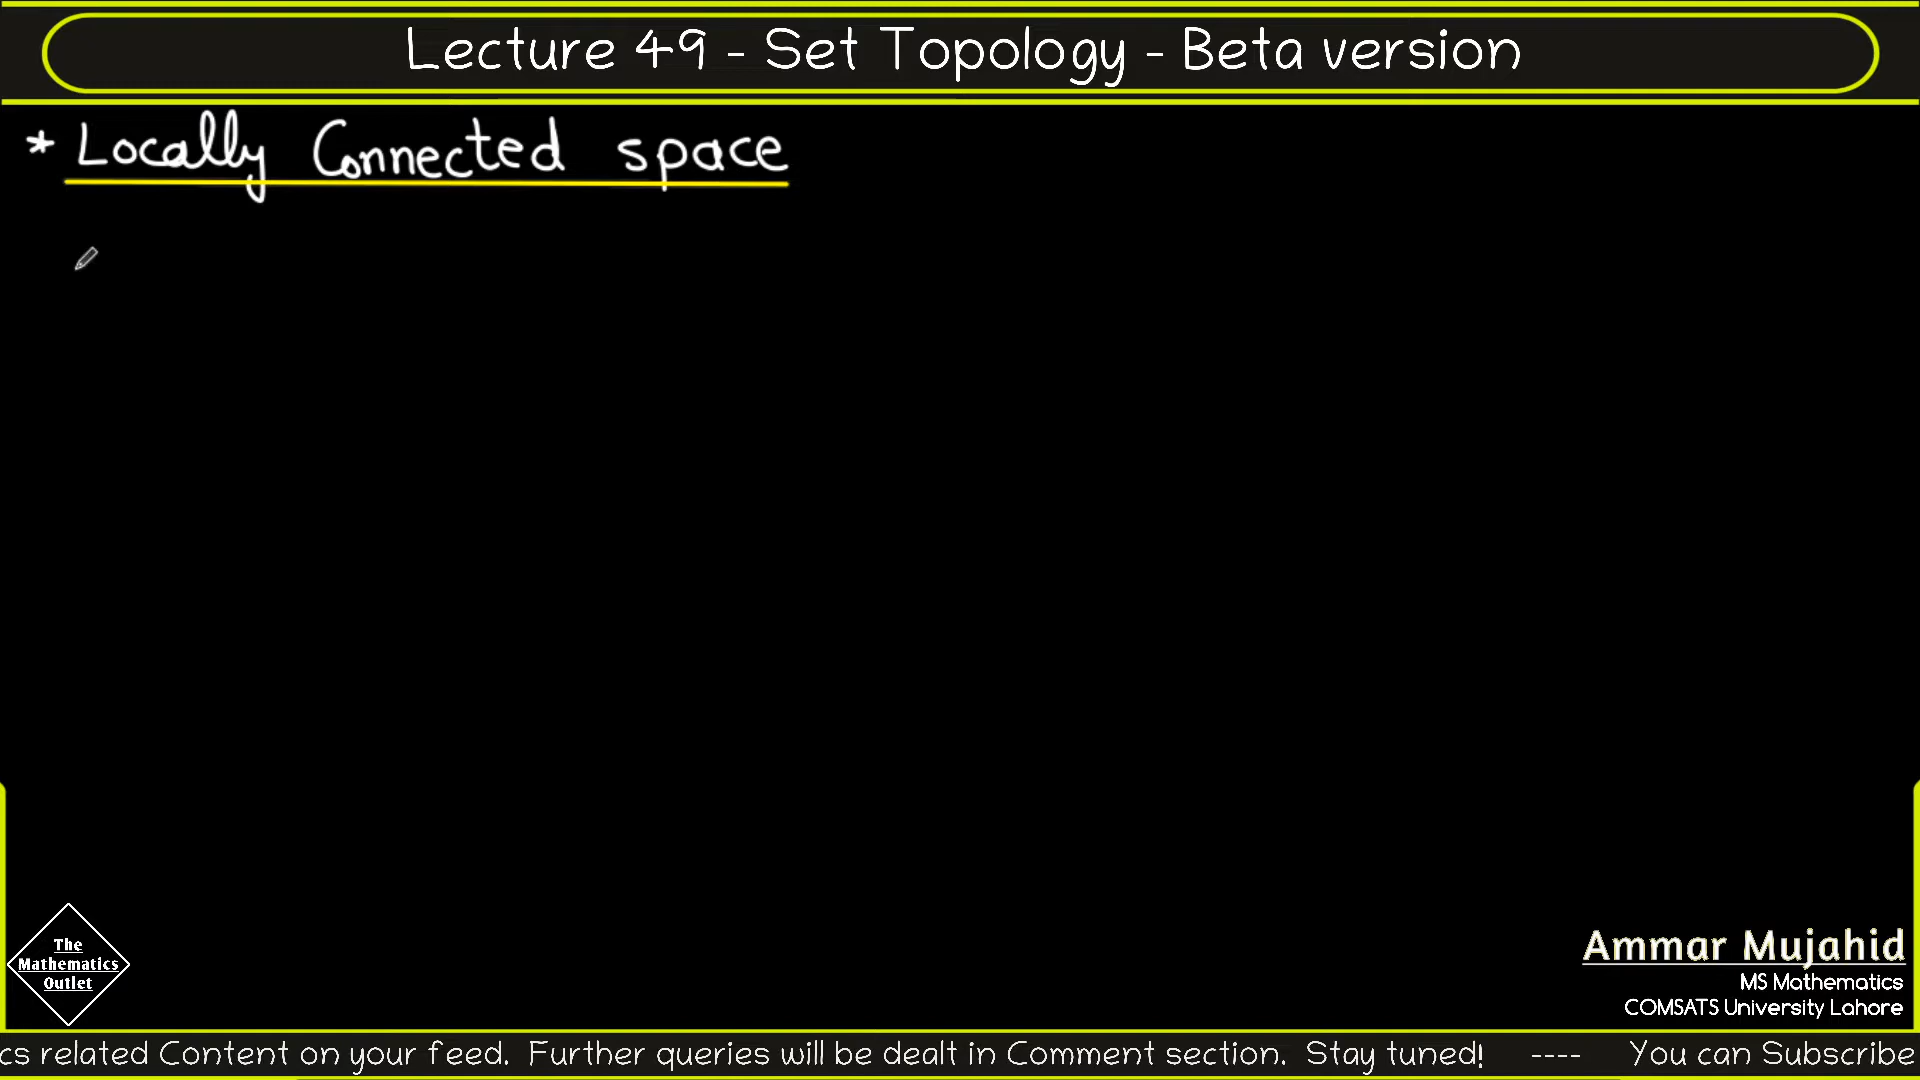 Lecture 49 - Set Topology - Beta version
* Locally Connected space
The
Mathematics
Outlet
Ammar Mujahid
MS Mathematics
COMSATS University Lahore
cs related Content on your feed. Further queries will be dealt in Comment section. Stay tuned! ---- You can Subscribe